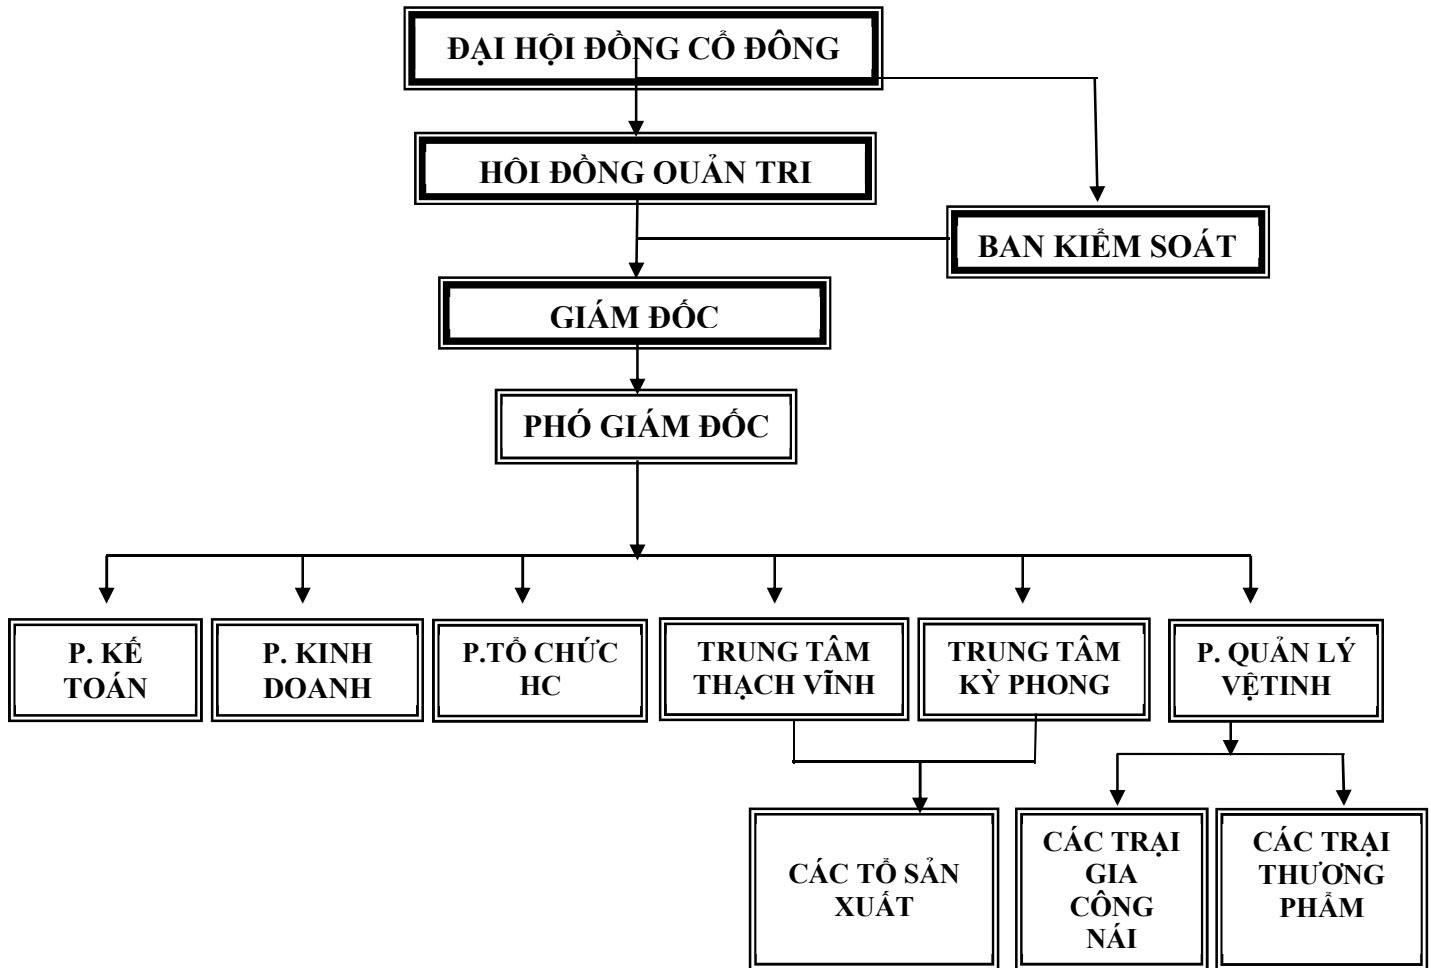 ĐẠI HỘI ĐỒNG CỔ ĐÔNG
HÔI ĐỒNG OUẢN TRI
BAN KIỂM SOÁT
GIÁM ĐỐC
PHÓ GIÁM ĐỐC
P. KẾ
TOÁN
P. KINH
DOANH
P.TỔ CHỨC
HC
TRUNG TÂM
THẠCH VĨNH
TRUNG TÂM
KỲ PHONG
P. QUẢN LÝ
VỆTINH
CÁC TỔ SẢN
XUẤT
CÁC TRẠI
GIA
CÔNG
NÁI
CÁC TRẠI
THƯƠNG
PHẨM